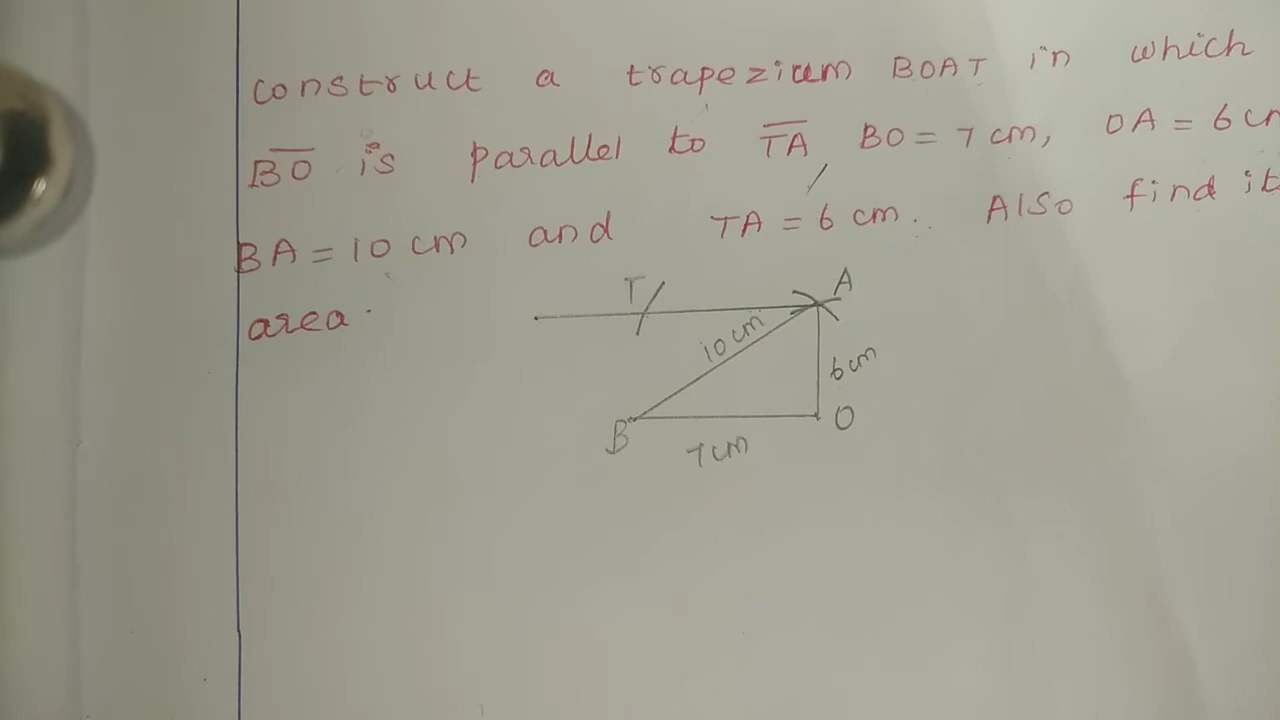 construct a trapezium BOAT in which
BO is parallel to TA BO = 7 cm, OA = 6 cm
BA = 10 cm and TA = 6 cm. Also find its
area.
T
A
10 cm
6 cm
B
O
7 cm